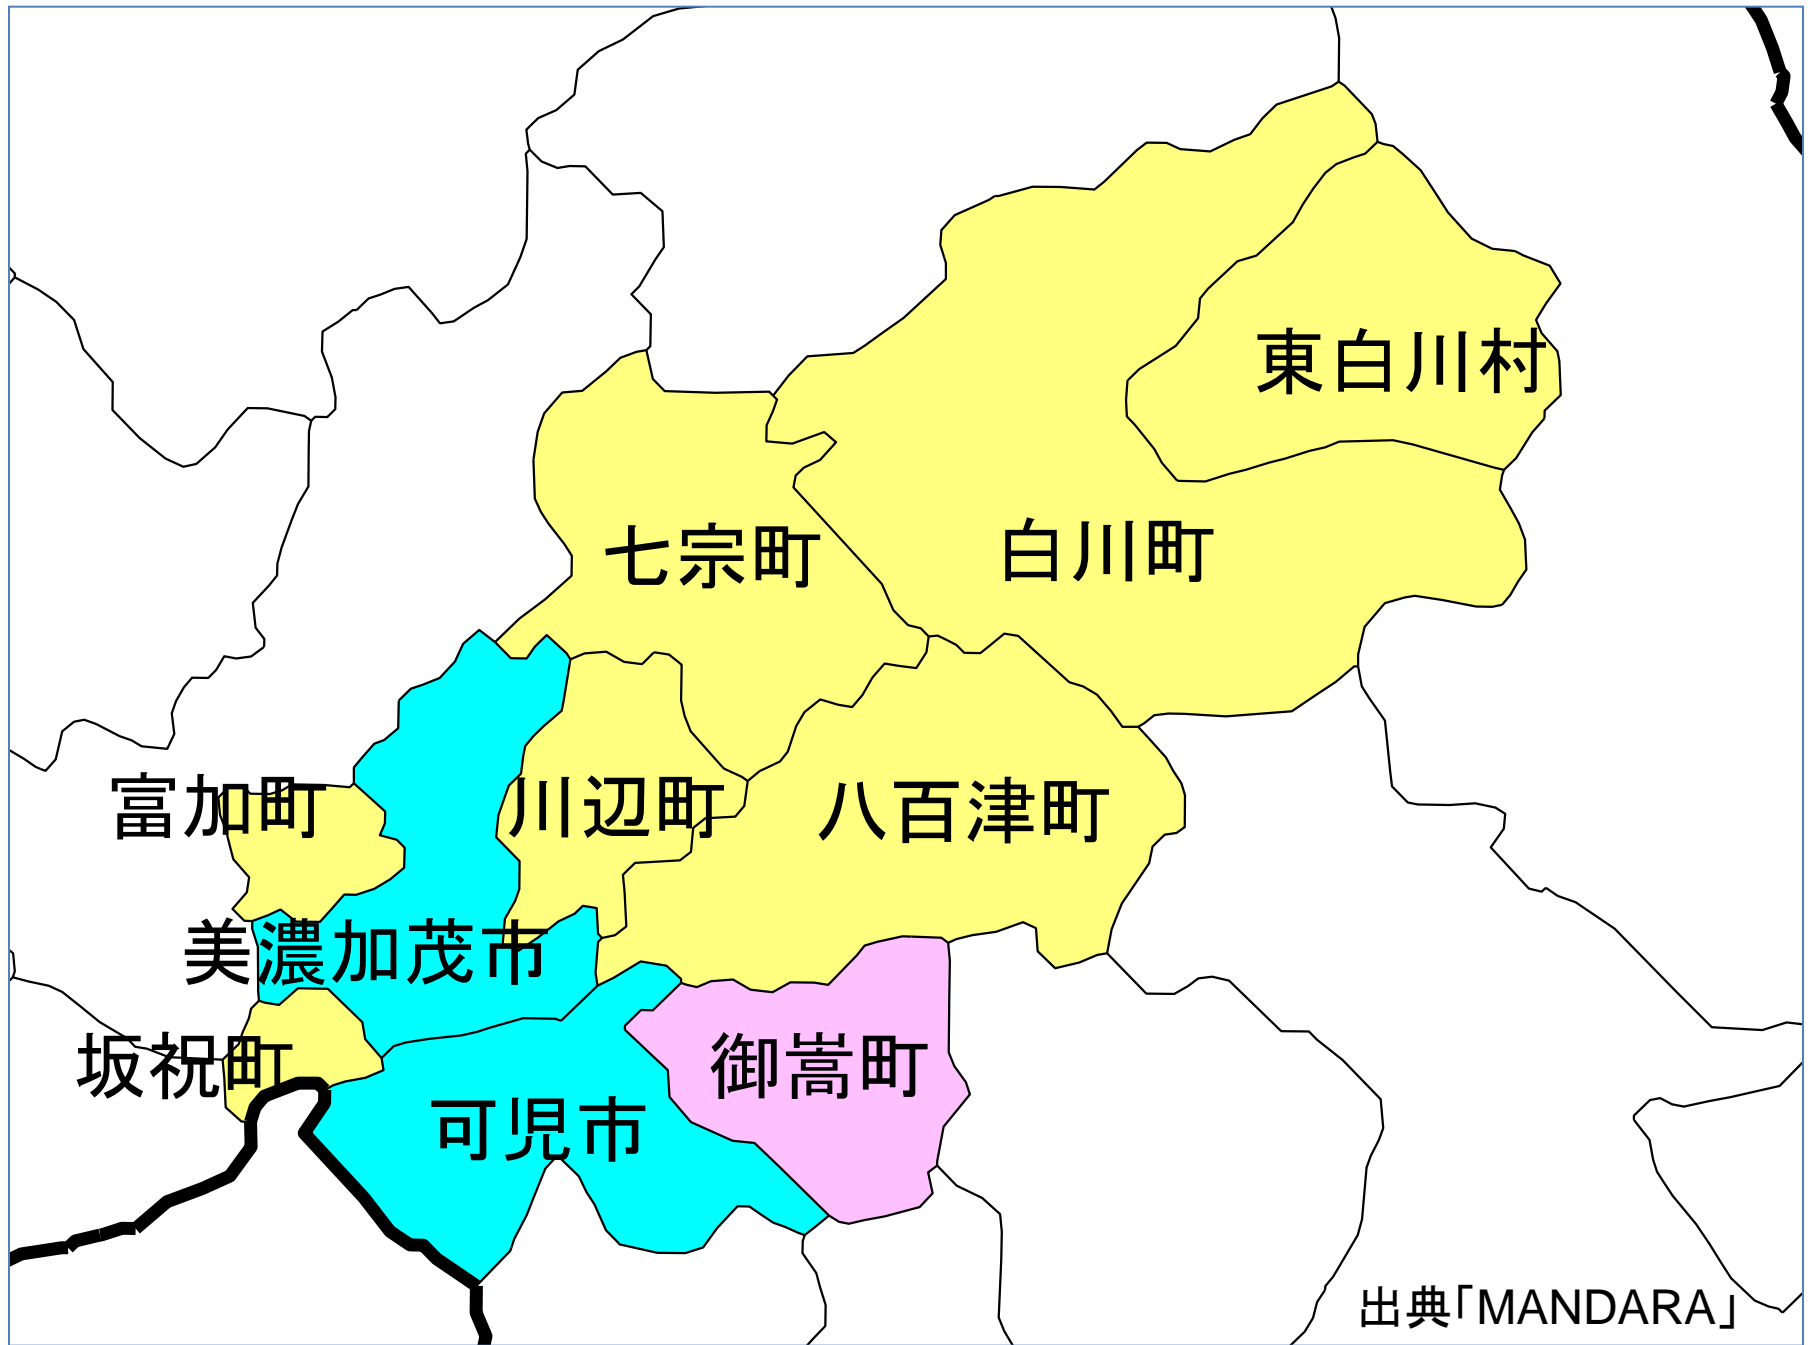 東白川村
七宗町
白川町
富加町
川辺町
八百津町
美濃加茂市
坂祝町
御嵩町
可児市
出典「MANDARA」